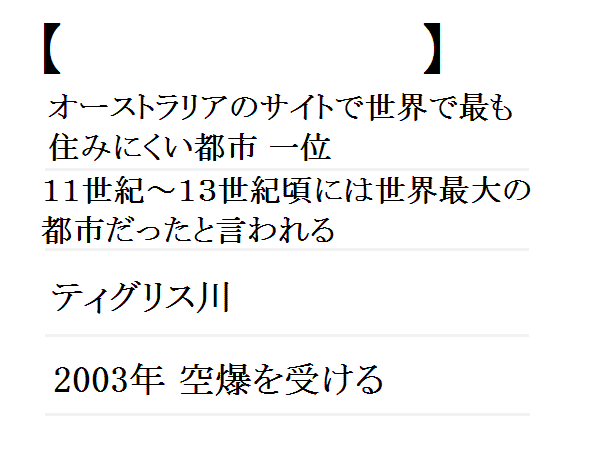 【　　　　　　　　　　】
オーストラリアのサイトで世界で最も
住みにくい都市 一位
１１世紀～１３世紀頃には世界最大の
都市だったと言われる
ティグリス川
2003年 空爆を受ける